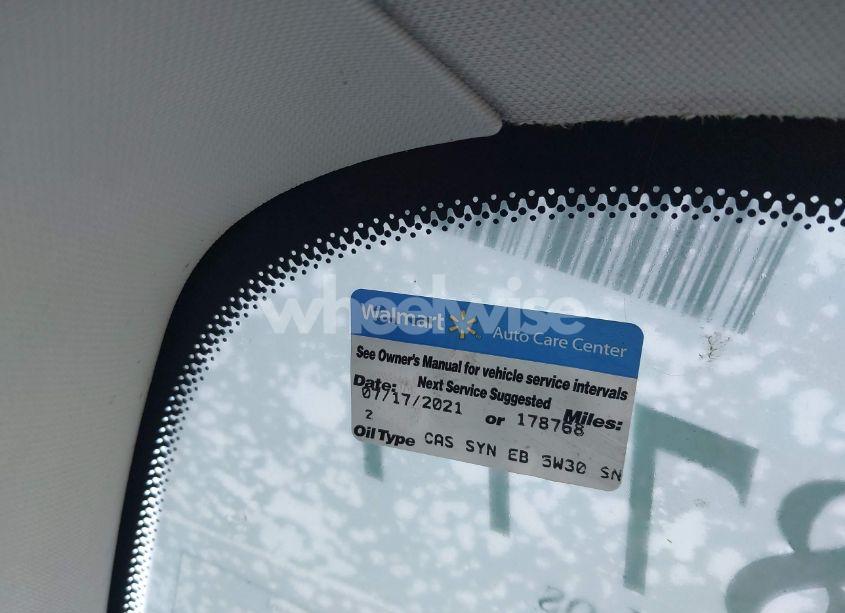 wheelwise
Walmart Auto Care Center
See Owner's Manual for vehicle service intervals
Next Service Suggested
Date: Miles:
07/17/2021 or 178768
2
Oil Type CAS SYN EB 5W30 SN